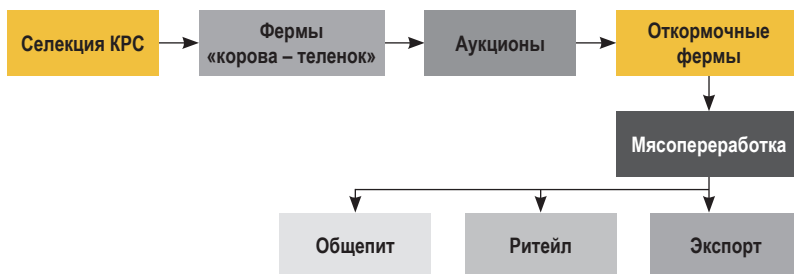 Селекция КРС
Фермы
«корова – теленок»
Аукционы
Откормочные
фермы
Мясопереработка
Общепит
Ритейл
Экспорт